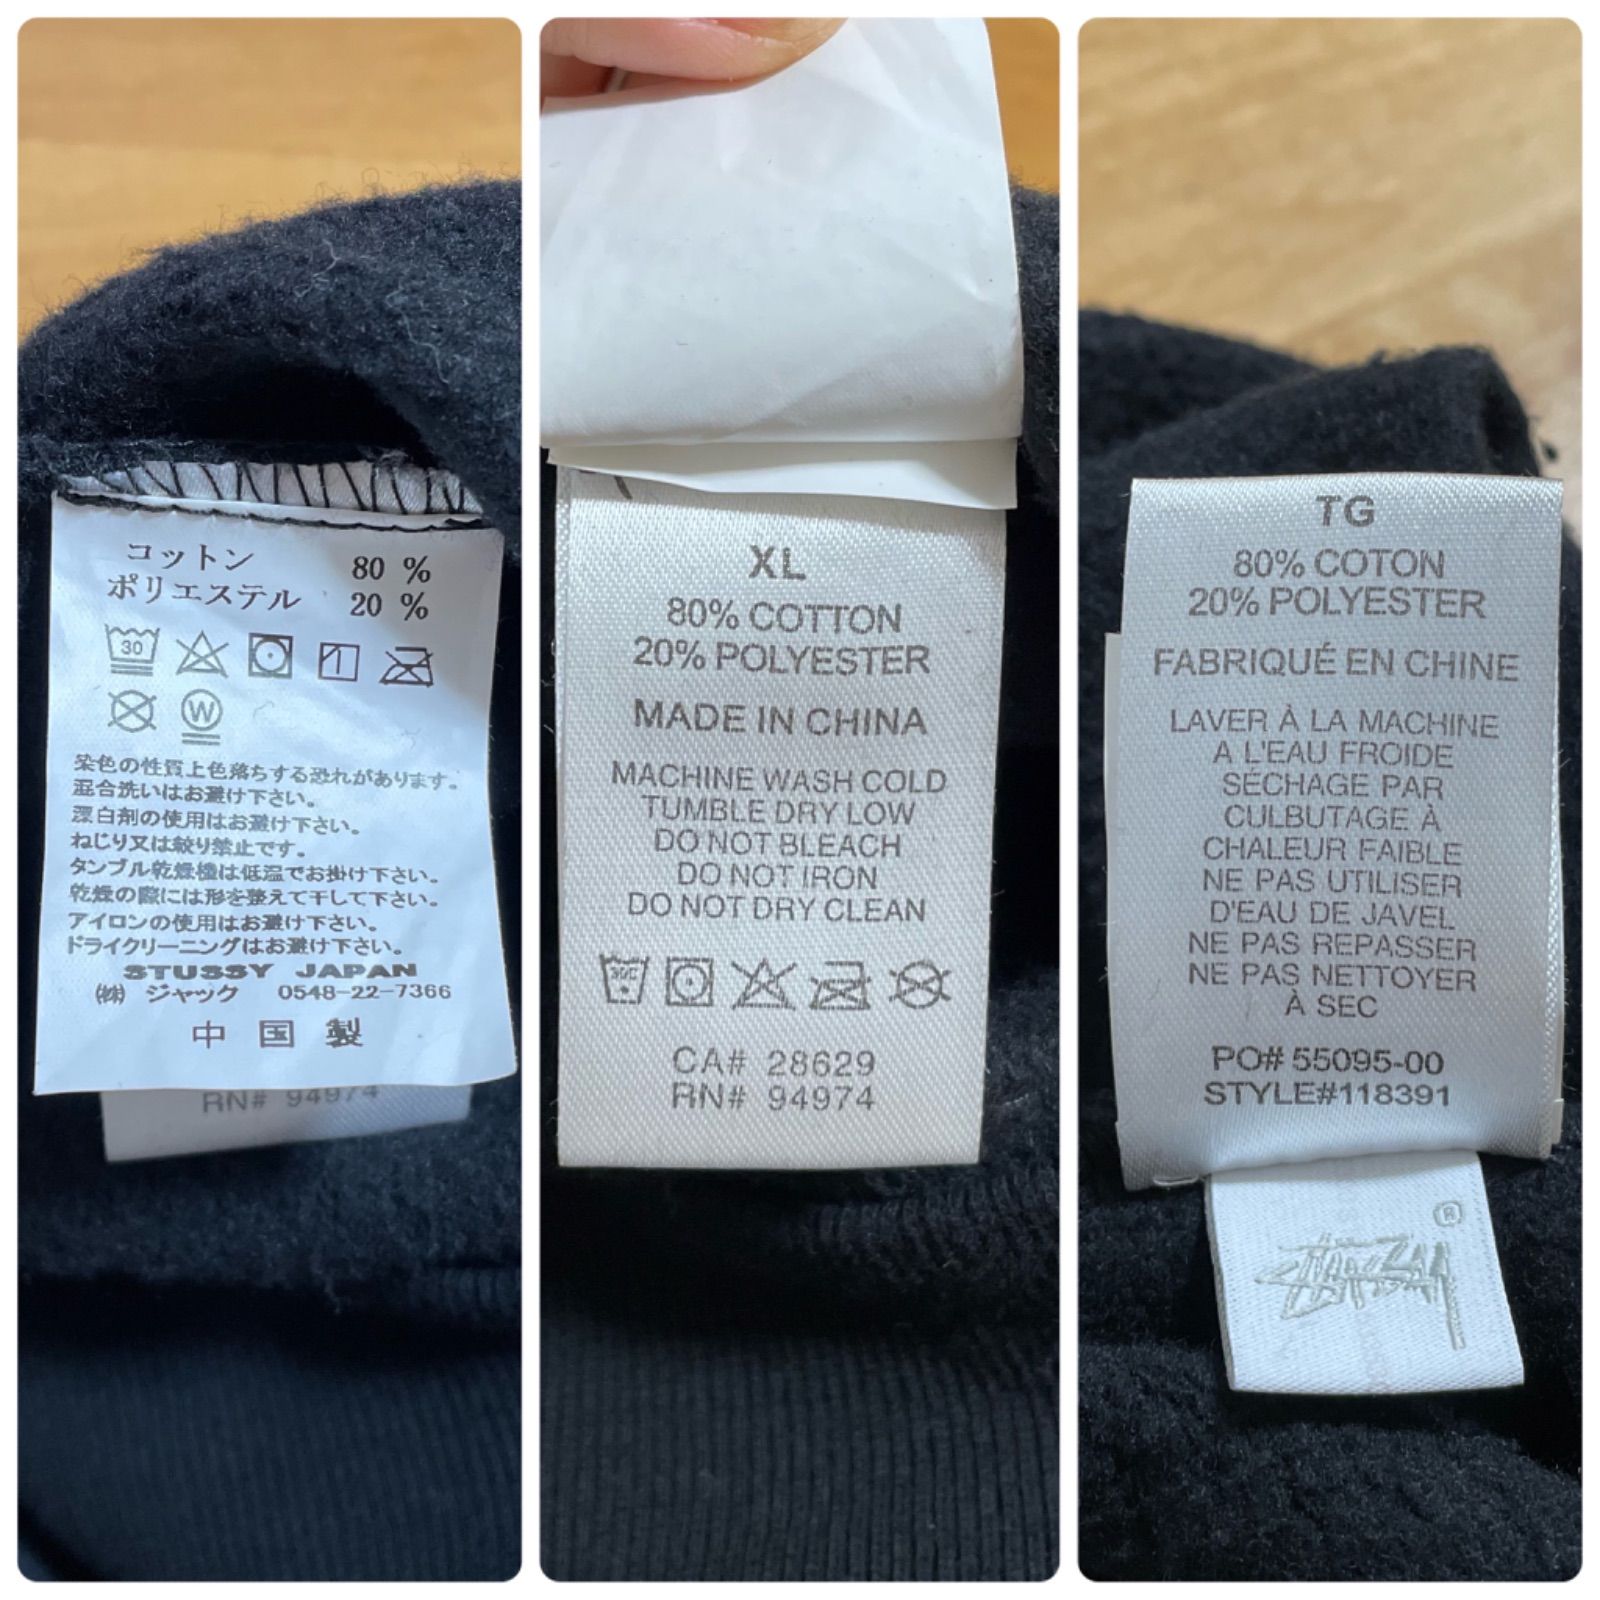 コットン 80 %
ポリエステル 20 %
30
W
染色の性質上色落ちする恐れがあります。
混合洗いはお避け下さい。
漂白剤の使用はお避け下さい。
ねじり又は絞り禁止です。
タンブル乾燥機は低温でお掛け下さい。
乾燥の際には形を整えて干して下さい。
アイロンの使用はお避け下さい。
ドライクリーニングはお避け下さい。
STUSSY JAPAN
㈱ ジャック 0548-22-7366
中国製
RN# 94974
XL
80% COTTON
20% POLYESTER
MADE IN CHINA
MACHINE WASH COLD
TUMBLE DRY LOW
DO NOT BLEACH
DO NOT IRON
DO NOT DRY CLEAN
30C
CA# 28629
RN# 94974
TG
80% COTON
20% POLYESTER
FABRIQUÉ EN CHINE
LAVER À LA MACHINE
A L'EAU FROIDE
SÉCHAGE PAR
CULBUTAGE À
CHALEUR FAIBLE
NE PAS UTILISER
D'EAU DE JAVEL
NE PAS REPASSER
NE PAS NETTOYER
À SEC
PO# 55095-00
STYLE#118391
STÜSSY ®